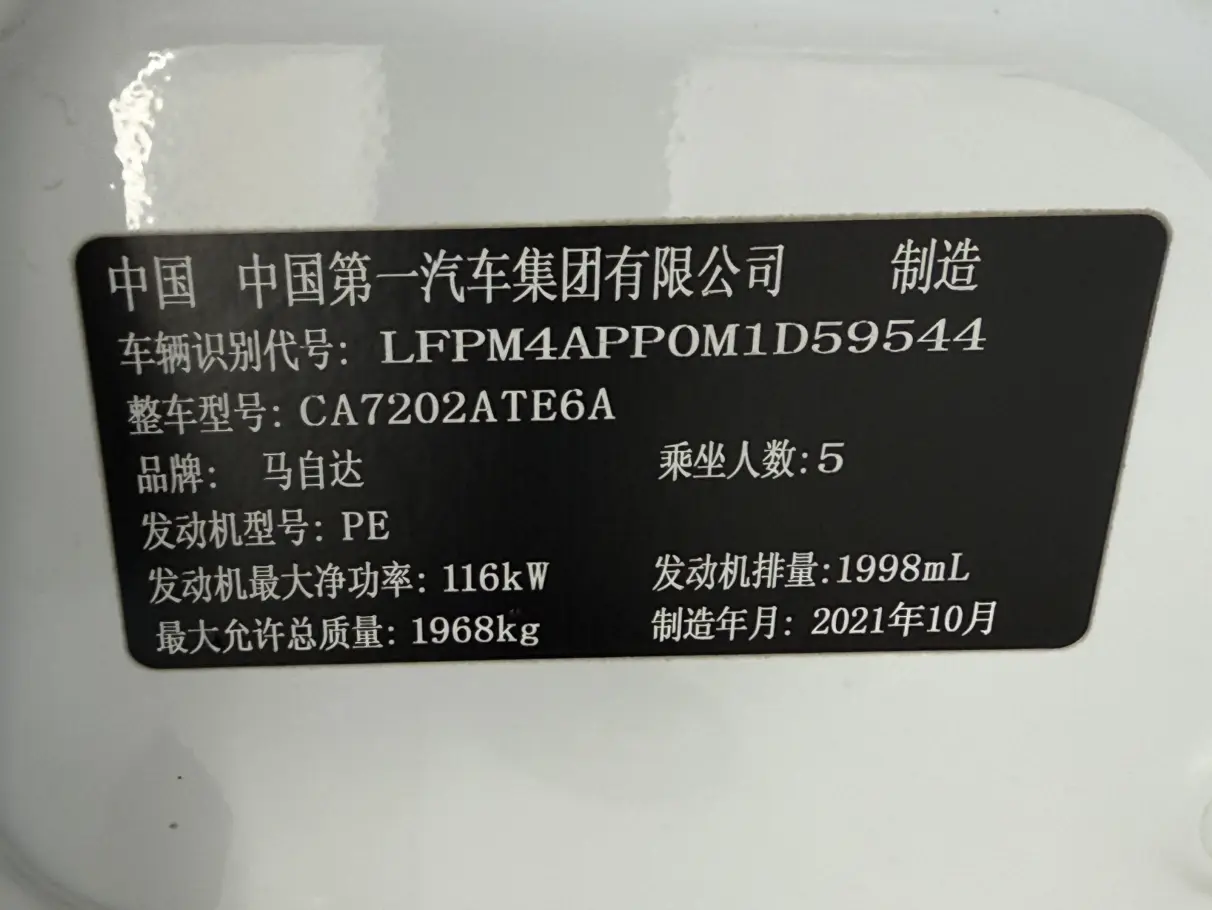 中国 中国第一汽车集团有限公司 制造
车辆识别代号: LFPM4APP0M1D59544
整车型号: CA7202ATE6A
品牌: 马自达 乘坐人数:5
发动机型号: PE
发动机最大净功率: 116kW 发动机排量:1998mL
最大允许总质量: 1968kg 制造年月: 2021年10月